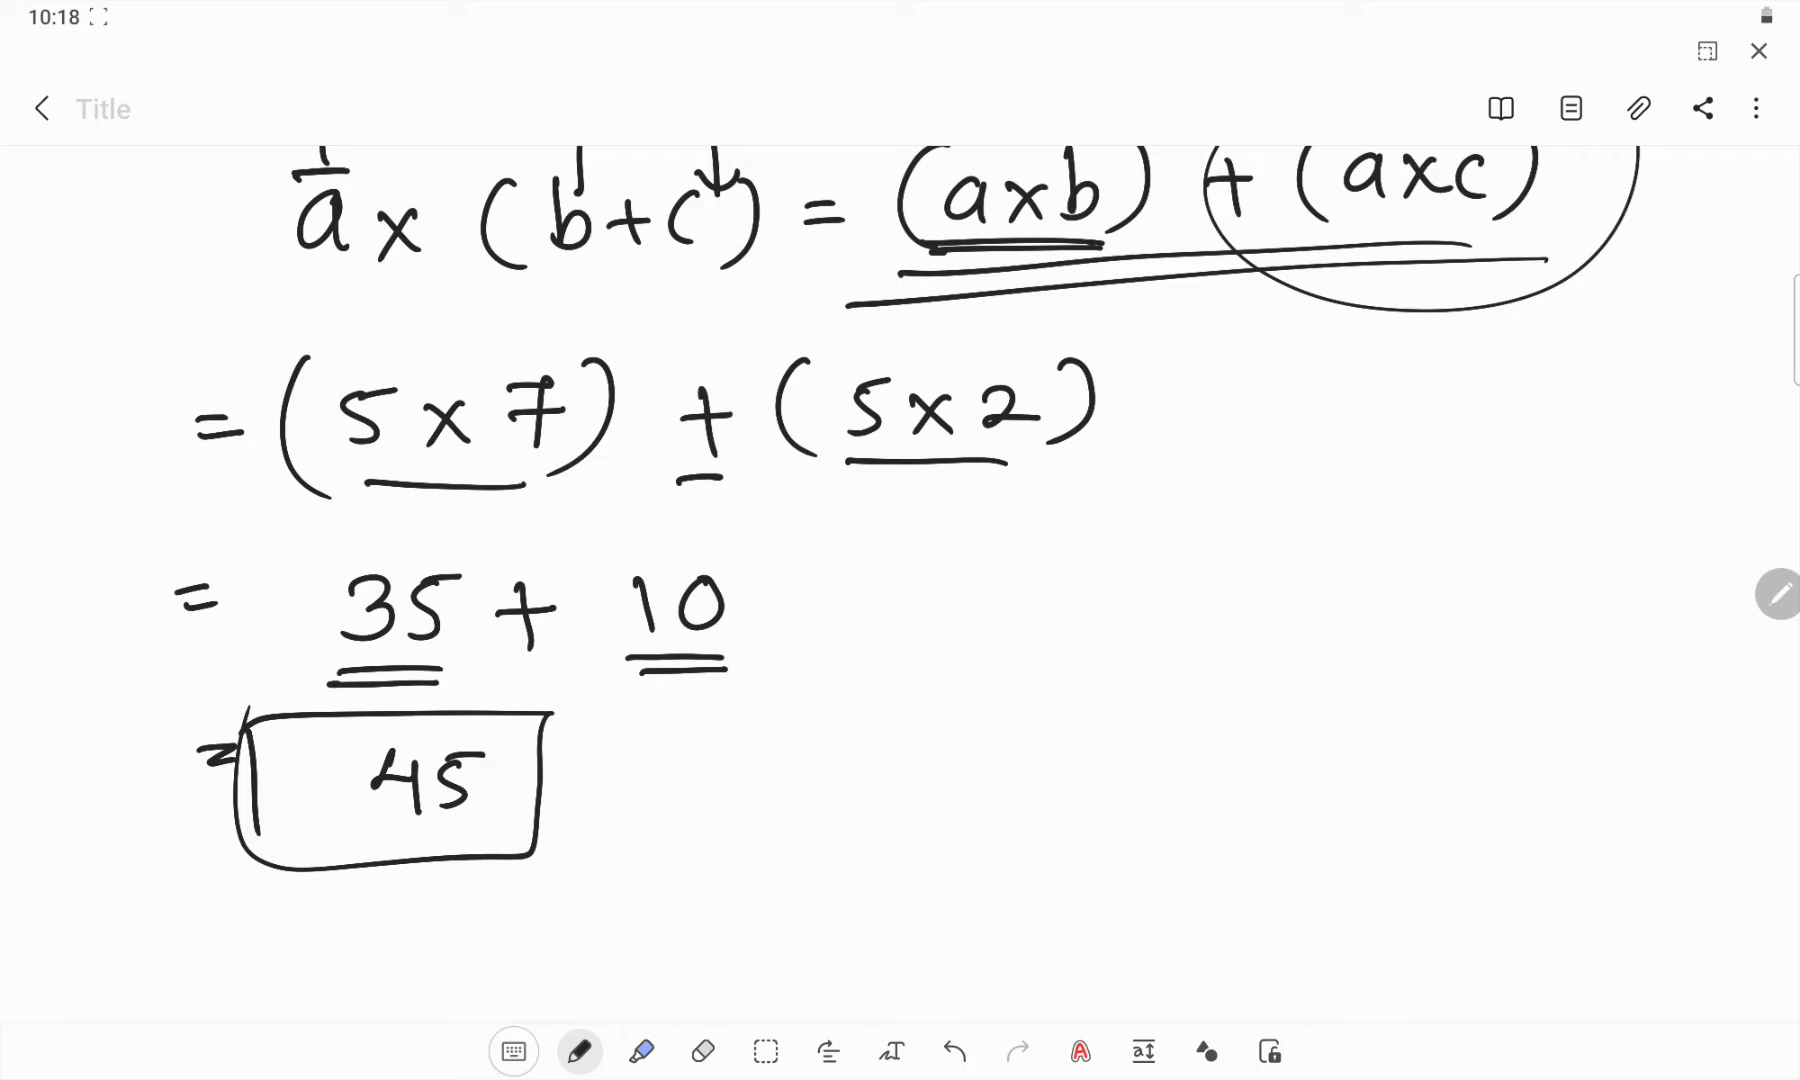 10:18
Title
a x (b+c) = (axb) + (axc)
= (5 x 7) + (5x2)
= 35 + 10
= 45